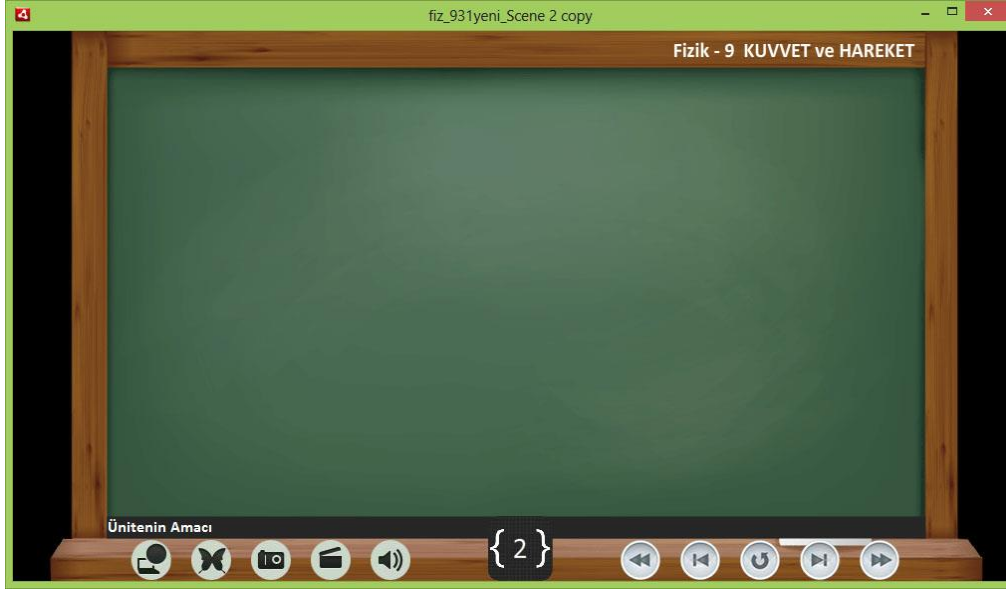 fiz_931yeni_Scene 2 copy
Fizik - 9 KUVVET ve HAREKET
Ünitenin Amacı
{ 2 }